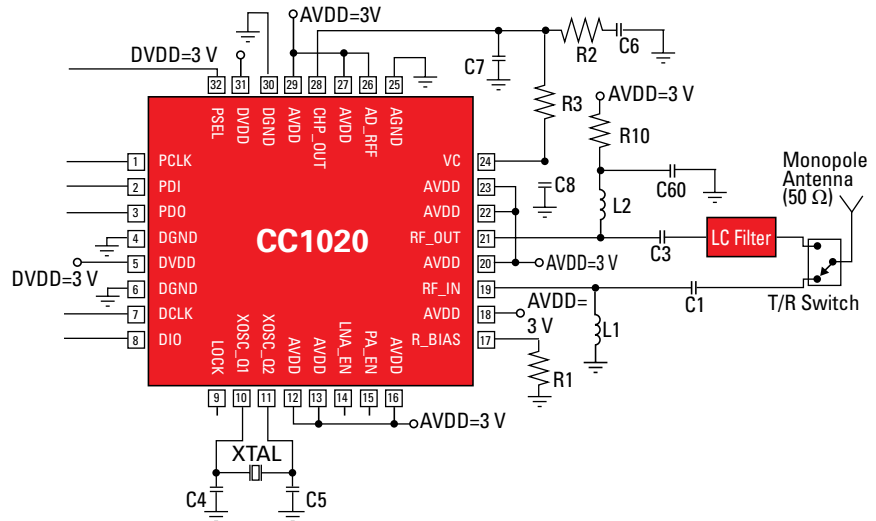 AVDD=3V
DVDD=3 V
R2
C6
C7
32
31
30
29
28
27
26
25
PSEL
DVDD
DGND
AVDD
CHP_OUT
AVDD
AD_RFF
AGND
R3
AVDD=3 V
R10
1 PCLK
VC 24
2 PDI
AVDD 23
C8
C60
Monopole
Antenna
(50 Ω)
3 PDO
AVDD 22
L2
4 DGND
CC1020
RF_OUT 21
C3
LC Filter
5 DVDD
DVDD=3 V
AVDD 20
AVDD=3 V
6 DGND
RF_IN 19
C1
T/R Switch
7 DCLK
AVDD 18
AVDD=
3 V
L1
8 DIO
R_BIAS 17
R1
LOCK
XOSC_Q1
XOSC_Q2
AVDD
AVDD
LNA_EN
PA_EN
AVDD
9
10
11
12
13
14
15
16
AVDD=3 V
XTAL
C4
C5